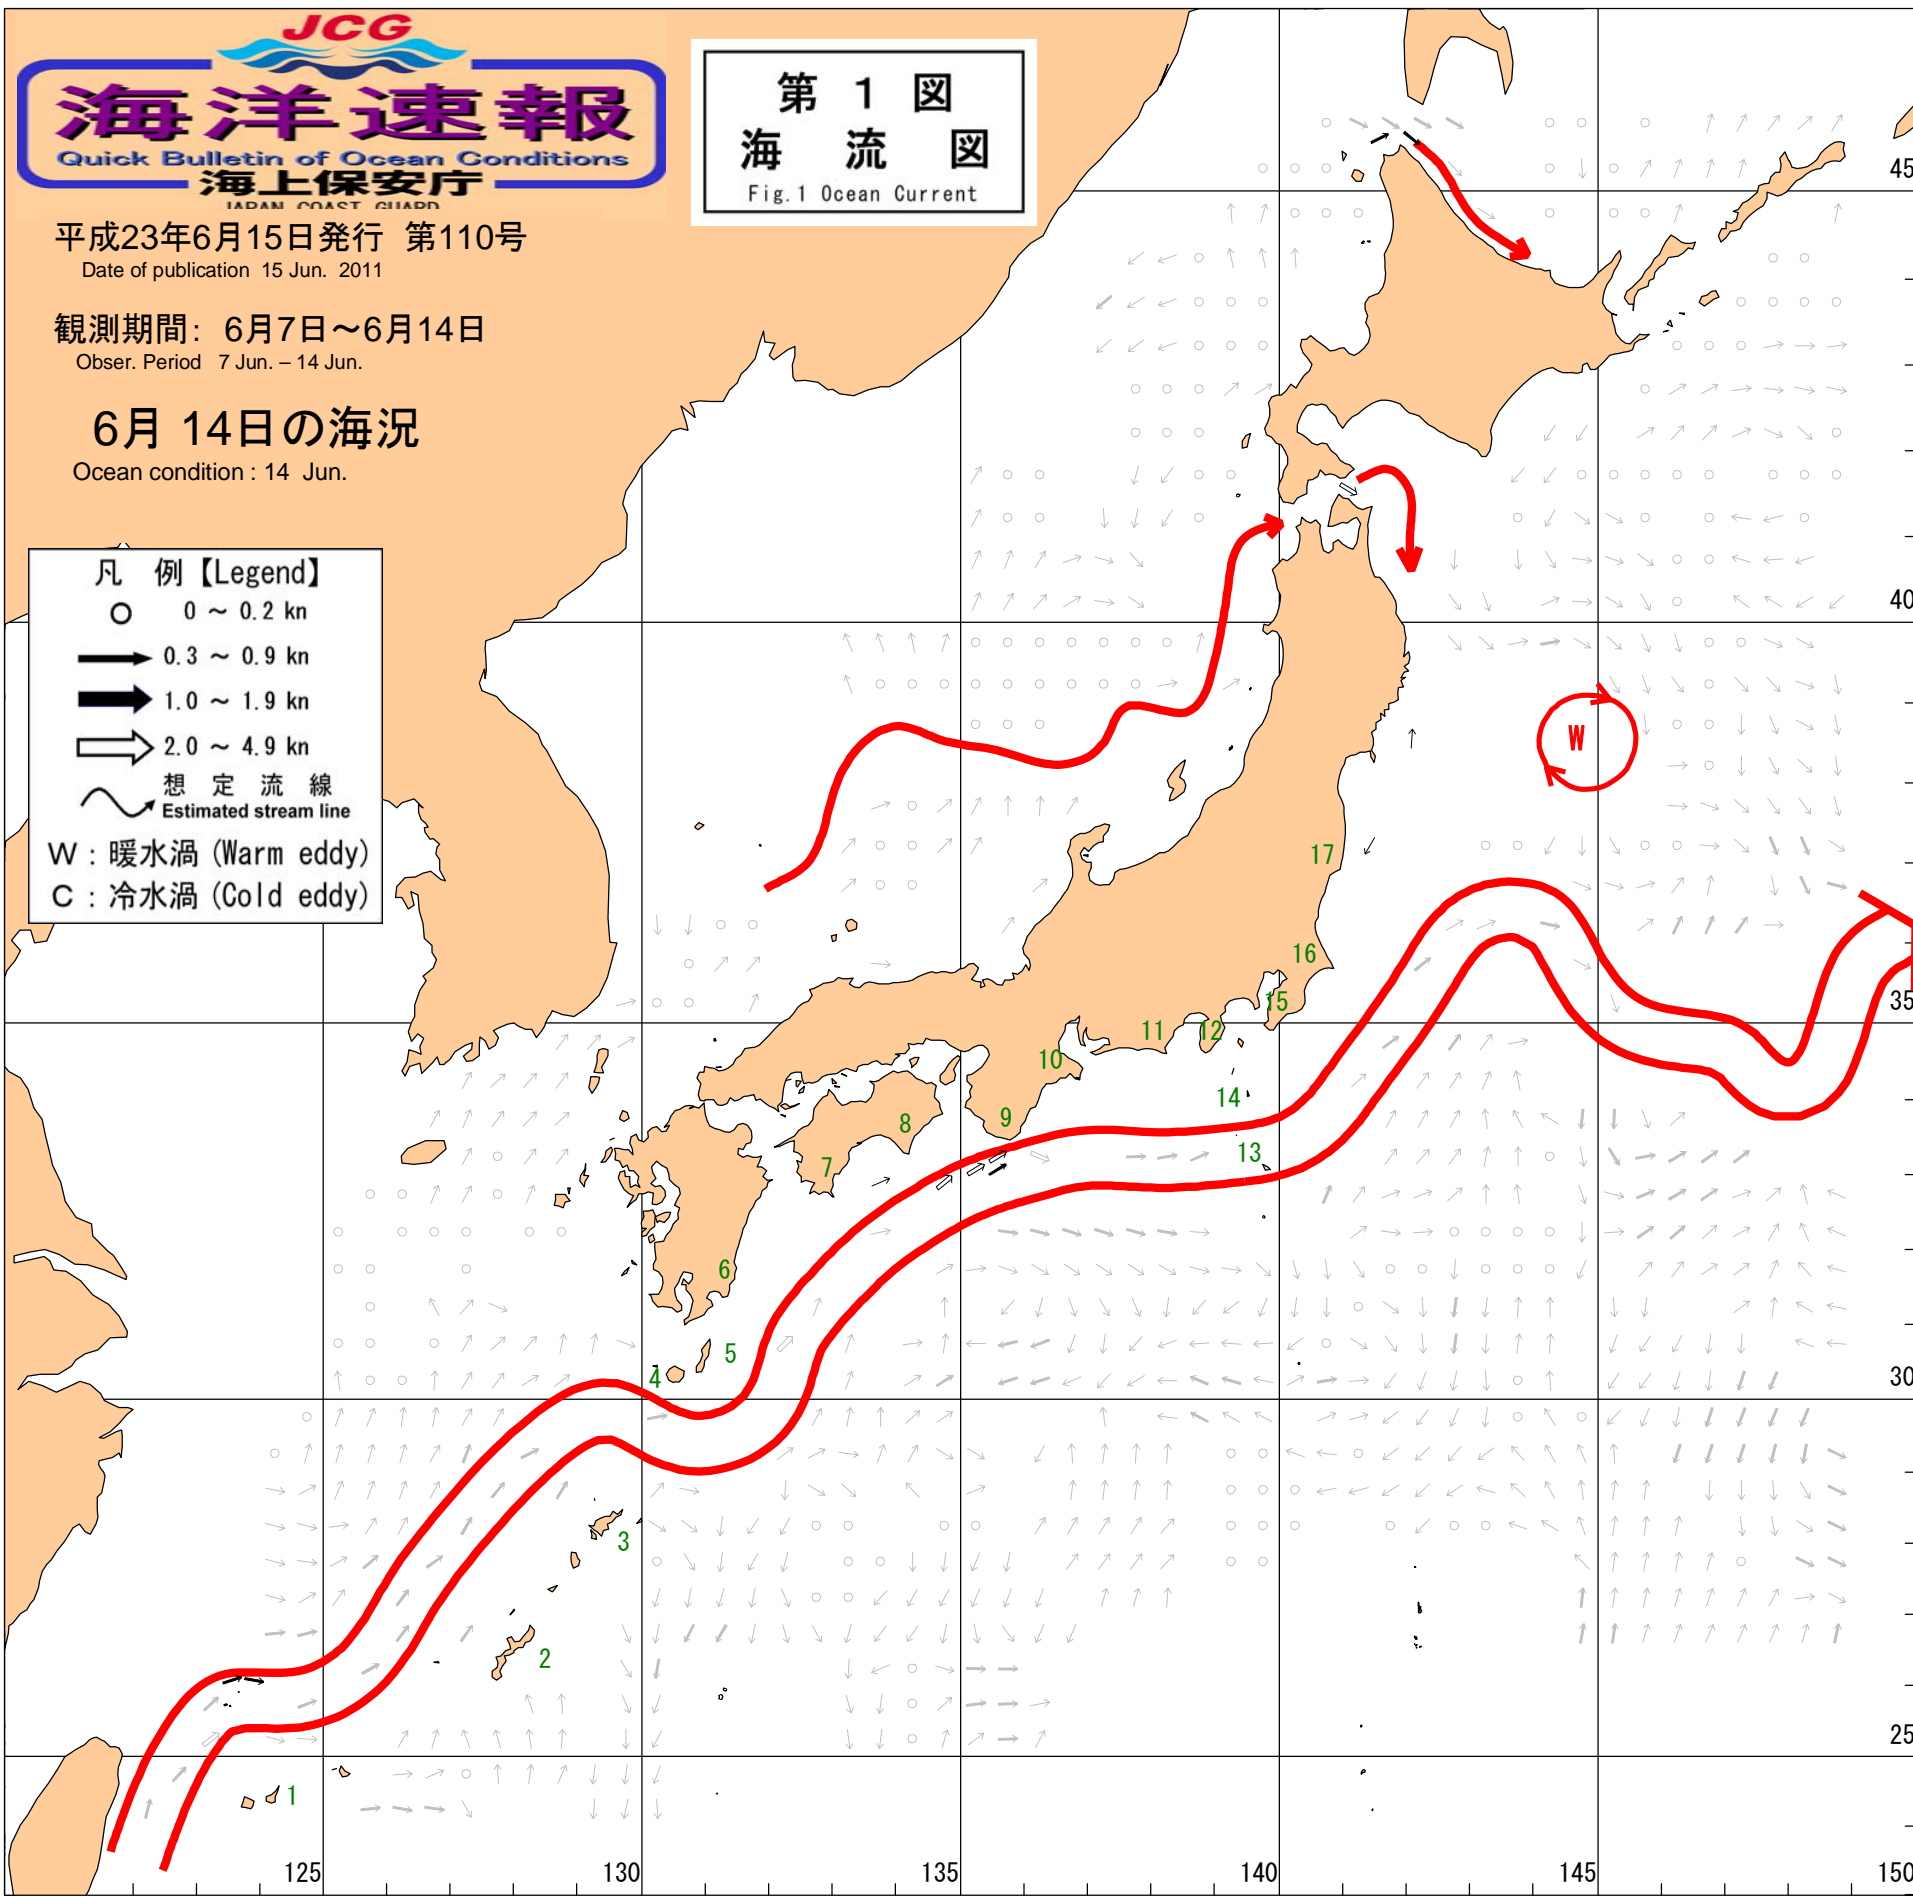 JCG
海洋速報
Quick Bulletin of Ocean Conditions
海上保安庁
JAPAN COAST GUARD
平成23年6月15日発行 第110号
Date of publication 15 Jun. 2011
観測期間: 6月7日～6月14日
Obser. Period 7 Jun. – 14 Jun.
6月 14日の海況
Ocean condition : 14 Jun.
第 1 図
海 流 図
Fig.1 Ocean Current
凡 例【Legend】
0 ～ 0.2 kn
0.3 ～ 0.9 kn
1.0 ～ 1.9 kn
2.0 ～ 4.9 kn
想 定 流 線
Estimated stream line
W : 暖水渦 (Warm eddy)
C : 冷水渦 (Cold eddy)
45
40
W
17
16
35
15
12
11
10
14
9
8
13
7
6
5
4
30
3
2
25
1
125
130
135
140
145
150